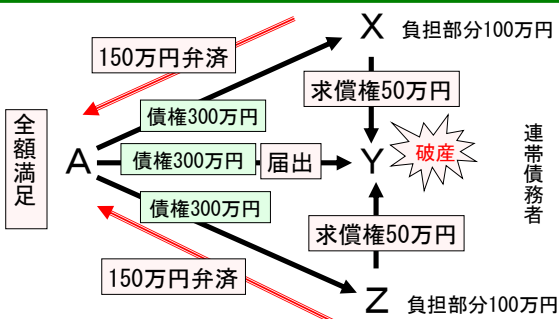 X 負担部分100万円
150万円弁済
求償権50万円
債権300万円
全額満足
A
債権300万円
届出
Y
破産
連帯債務者
債権300万円
求償権50万円
150万円弁済
Z 負担部分100万円